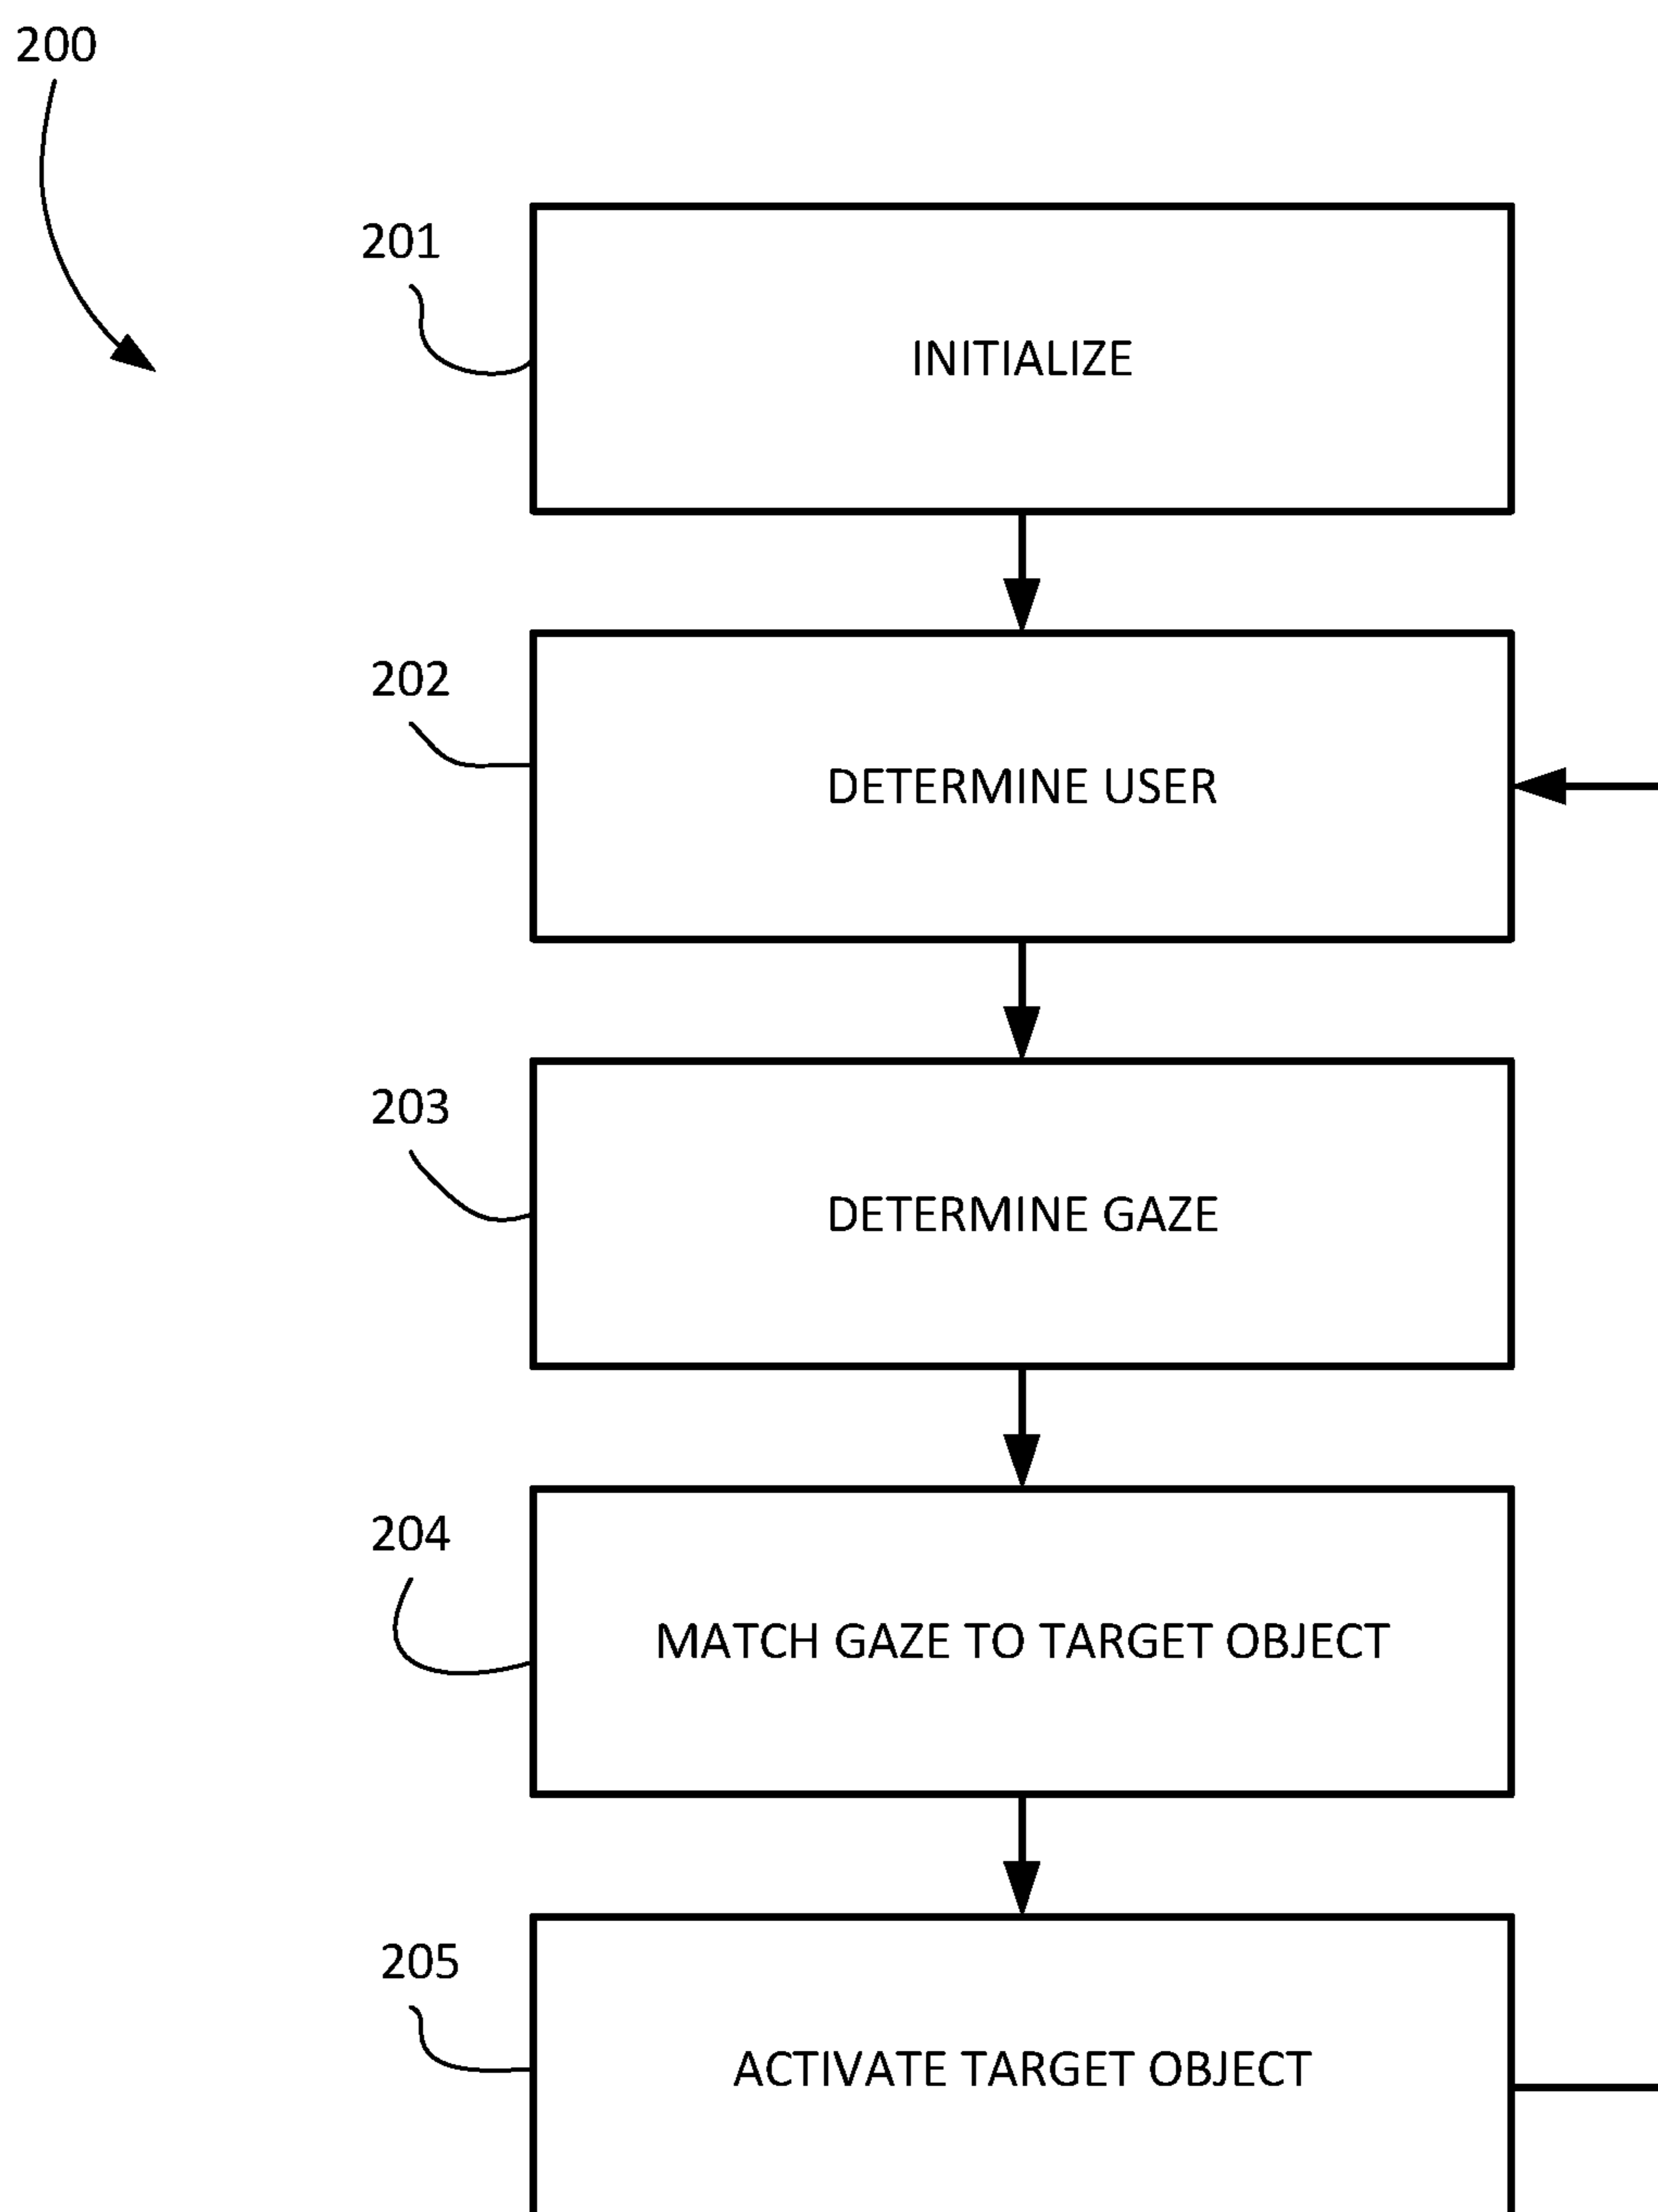 200
201
INITIALIZE
202
DETERMINE USER
203
DETERMINE GAZE
204
MATCH GAZE TO TARGET OBJECT
205
ACTIVATE TARGET OBJECT